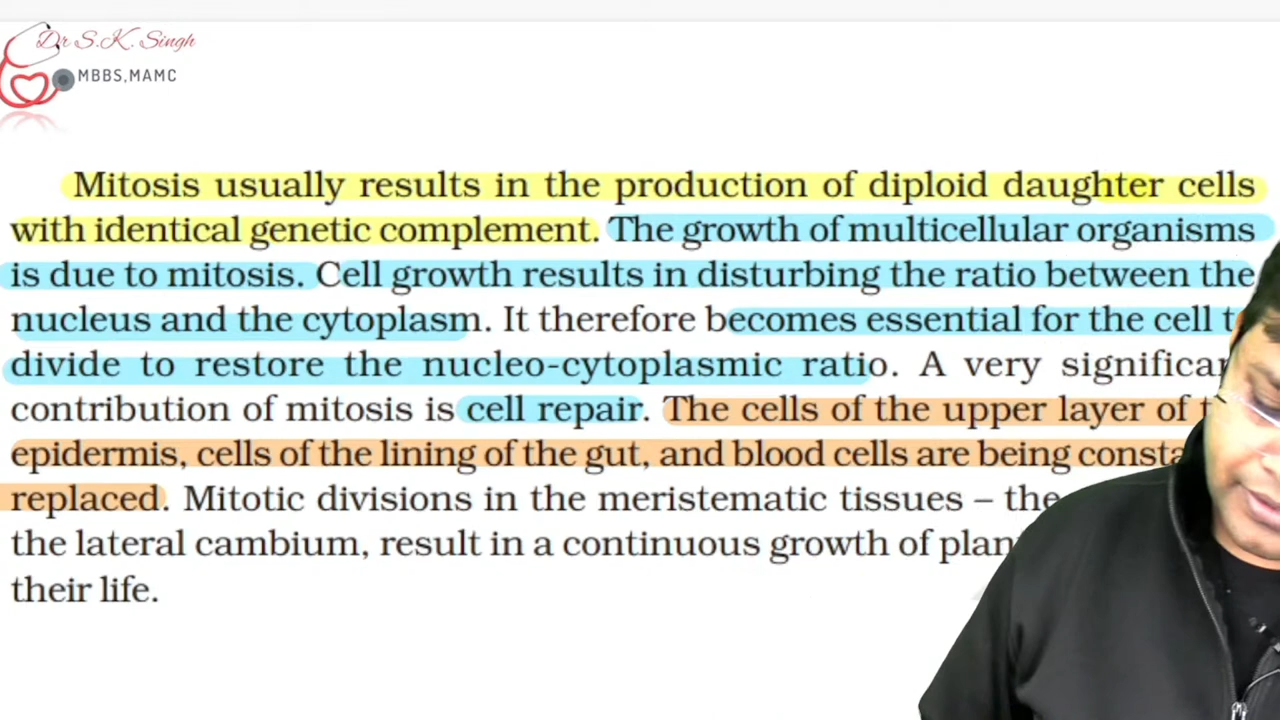 Dr S.K. Singh
MBBS,MAMC
Mitosis usually results in the production of diploid daughter cells
with identical genetic complement. The growth of multicellular organisms
is due to mitosis. Cell growth results in disturbing the ratio between the
nucleus and the cytoplasm. It therefore becomes essential for the cell
divide to restore the nucleo-cytoplasmic ratio. A very
contribution of mitosis is cell repair. The cells of the upper layer of
epidermis, cells of the lining of the gut, and blood cells are being
replaced. Mitotic divisions in the meristematic tissues – the
the lateral cambium, result in a continuous growth of
their life.